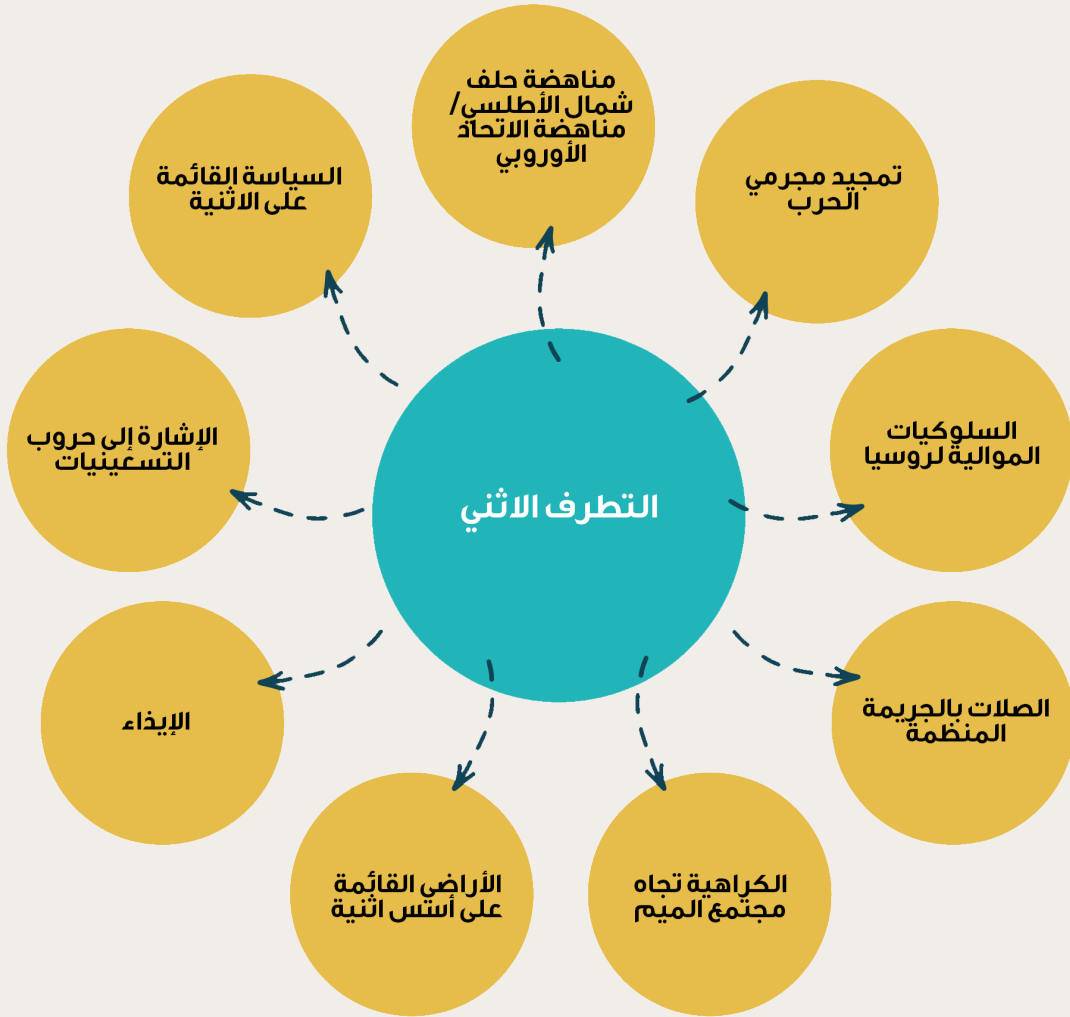 مناهضة حلف
شمال الأطلسي/
مناهضة الاتحاد
الأوروبي
تمجيد مجرمي
الحرب
السياسة القائمة
على الاثنية
السلوكيات
الموالية لروسيا
الإشارة إلى حروب
التسعينيات
التطرف الاثني
الصلات بالجريمة
المنظمة
الإيذاء
الكراهية تجاه
مجتمع الميم
الأراضي القائمة
على أسس اثنية